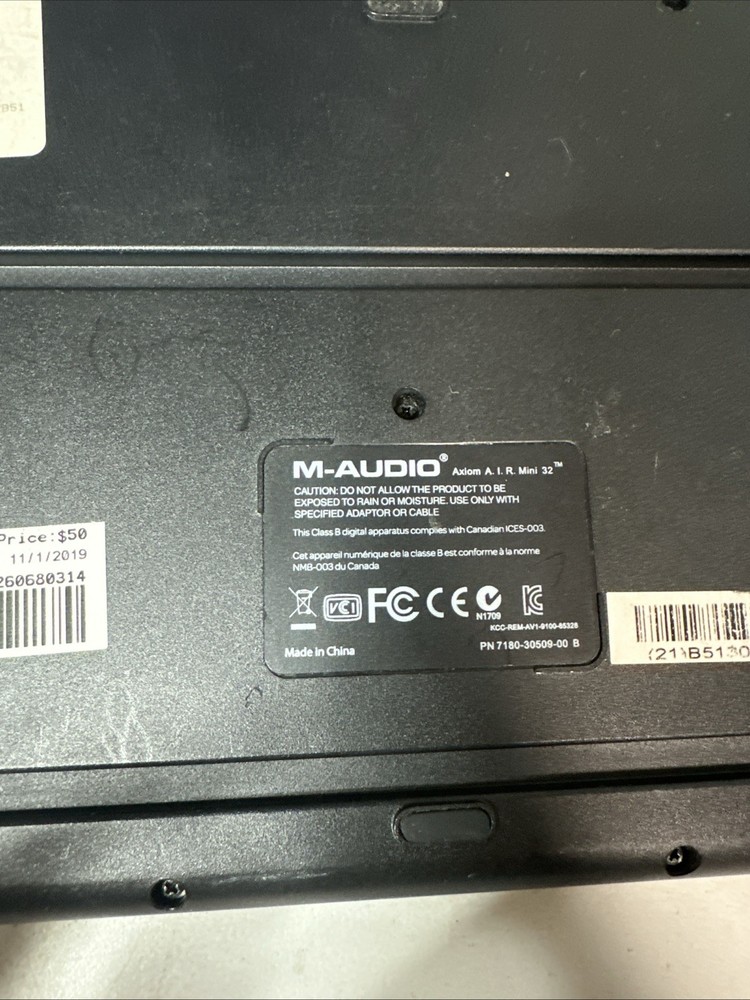 951
Price:$50
11/1/2019
260680314
M-AUDIO® Axiom A. I. R. Mini 32™
CAUTION: DO NOT ALLOW THE PRODUCT TO BE
EXPOSED TO RAIN OR MOISTURE. USE ONLY WITH
SPECIFIED ADAPTOR OR CABLE
This Class B digital apparatus complies with Canadian ICES-003.
Cet appareil numérique de la classe B est conforme à la norme
NMB-003 du Canada
VCI FC CE N1709
KCC-REM-AV1-9100-65326
Made in China PN 7180-30509-00 B
(21)B5130